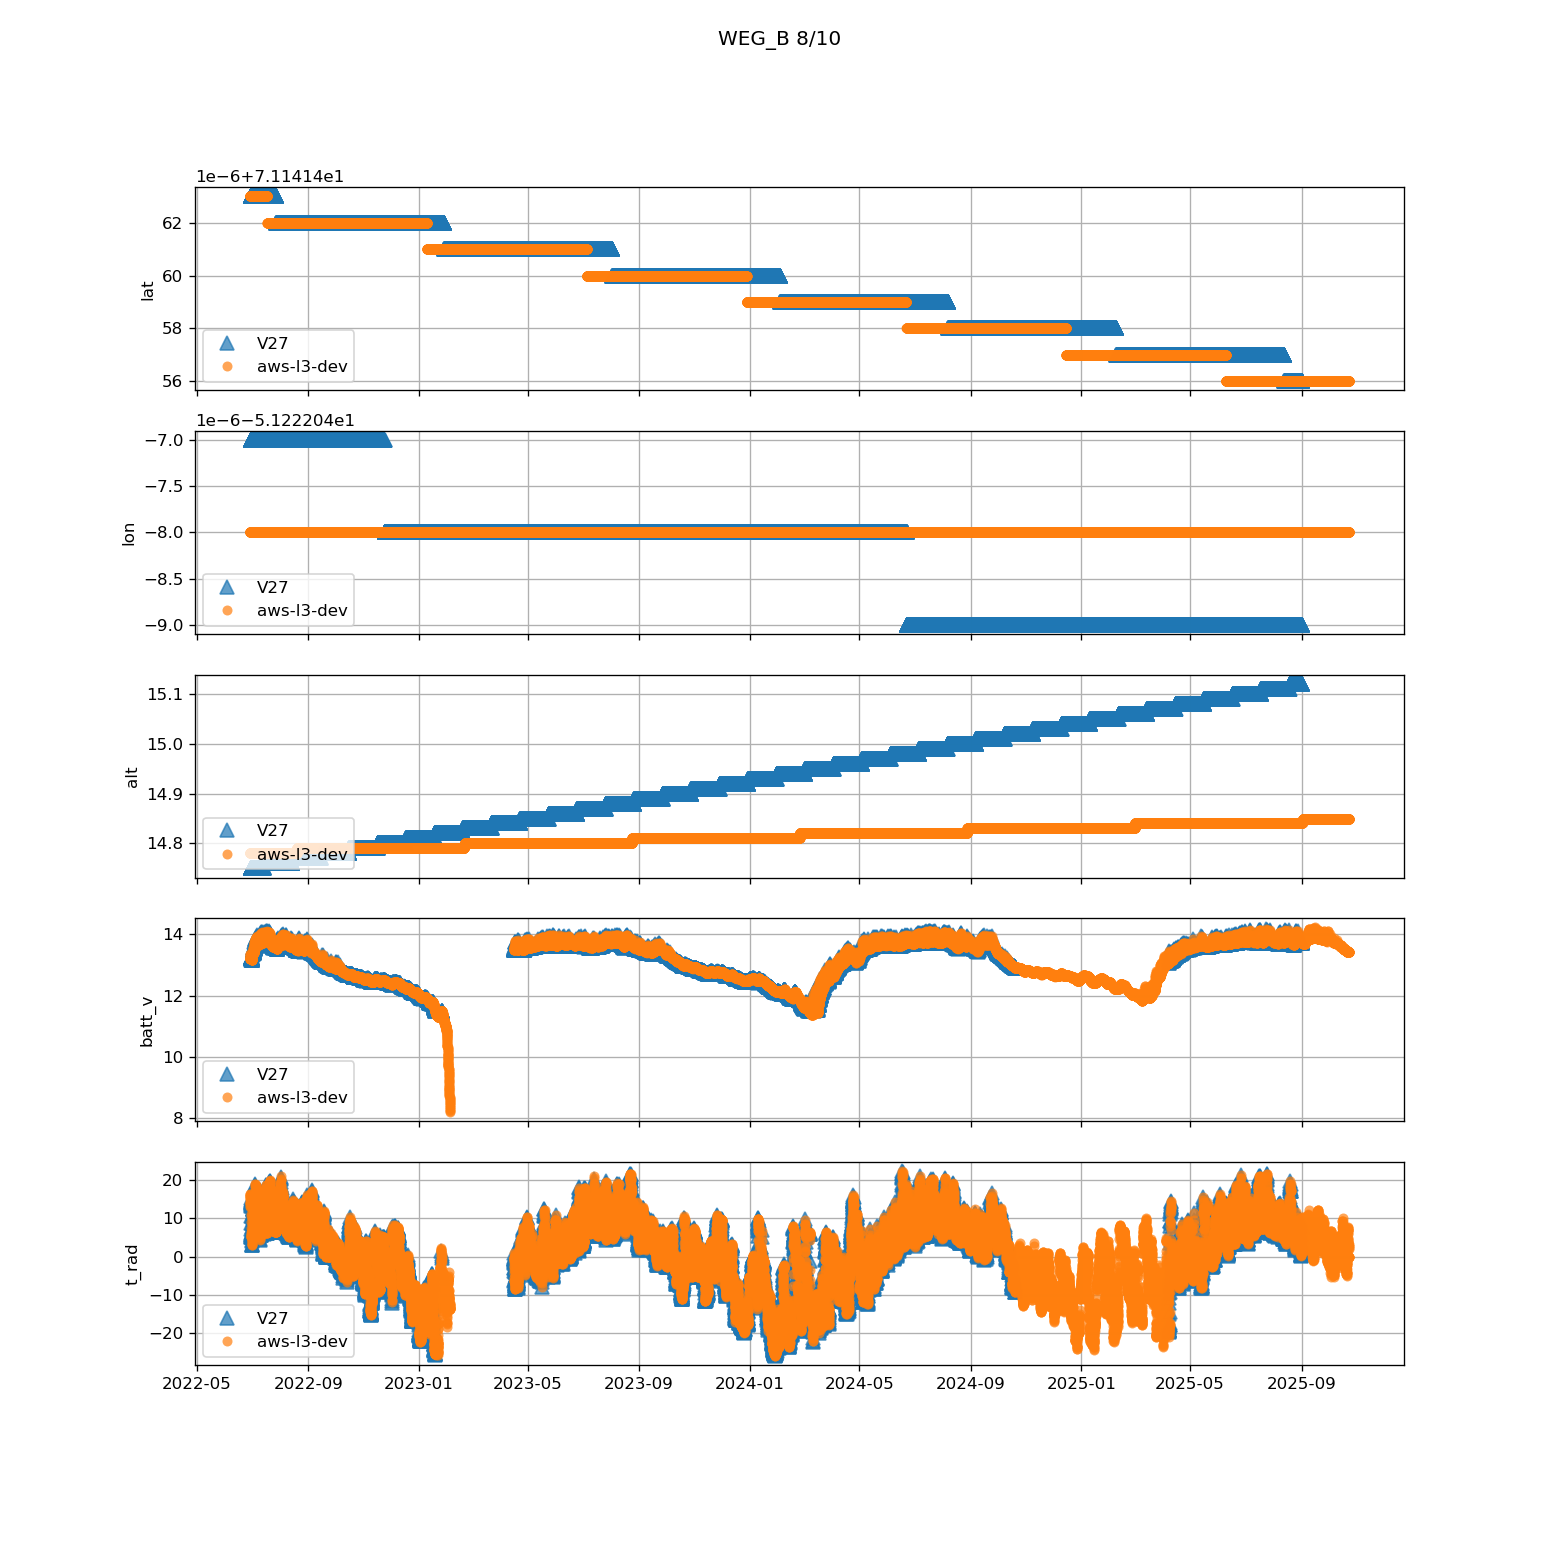 WEG_B 8/10
1e−6+7.11414e1
62
60
58
56
lat
V27
aws-l3-dev
1e−6−5.122204e1
−7.0
−7.5
−8.0
−8.5
−9.0
lon
V27
aws-l3-dev
15.1
15.0
14.9
14.8
alt
V27
aws-l3-dev
14
12
10
8
batt_v
V27
aws-l3-dev
20
10
0
−10
−20
t_rad
V27
aws-l3-dev
2022-05 2022-09 2023-01 2023-05 2023-09 2024-01 2024-05 2024-09 2025-01 2025-05 2025-09